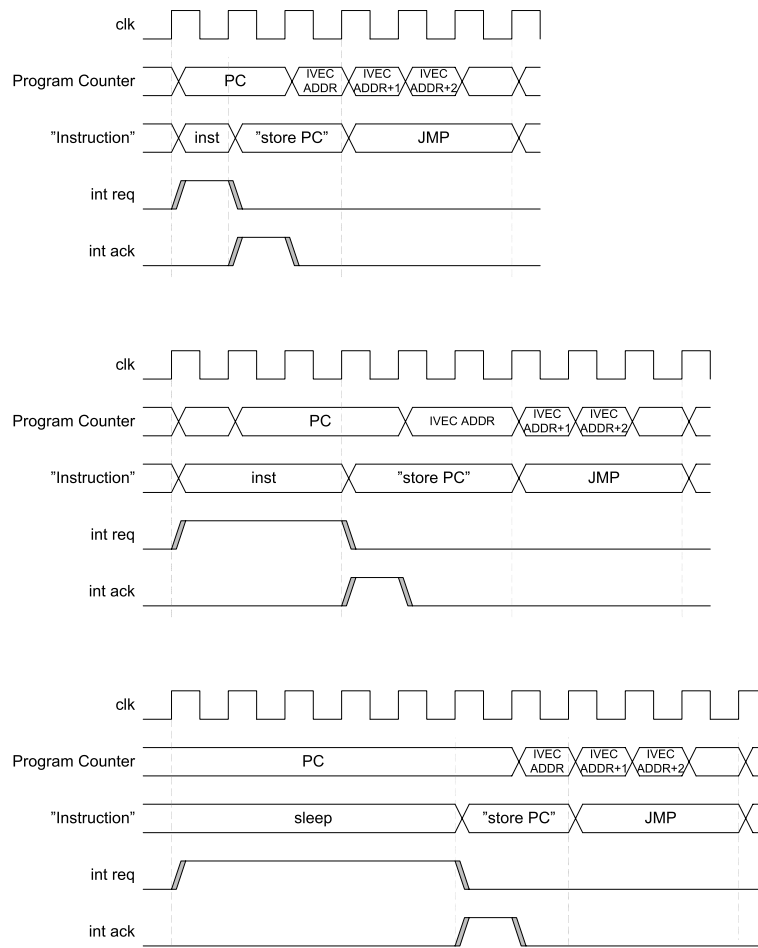 clk
Program Counter PC IVEC ADDR IVEC ADDR+1 IVEC ADDR+2
”Instruction” inst ”store PC” JMP
int req
int ack
clk
Program Counter PC IVEC ADDR IVEC ADDR+1 IVEC ADDR+2
”Instruction” inst ”store PC” JMP
int req
int ack
clk
Program Counter PC IVEC ADDR IVEC ADDR+1 IVEC ADDR+2
”Instruction” sleep ”store PC” JMP
int req
int ack